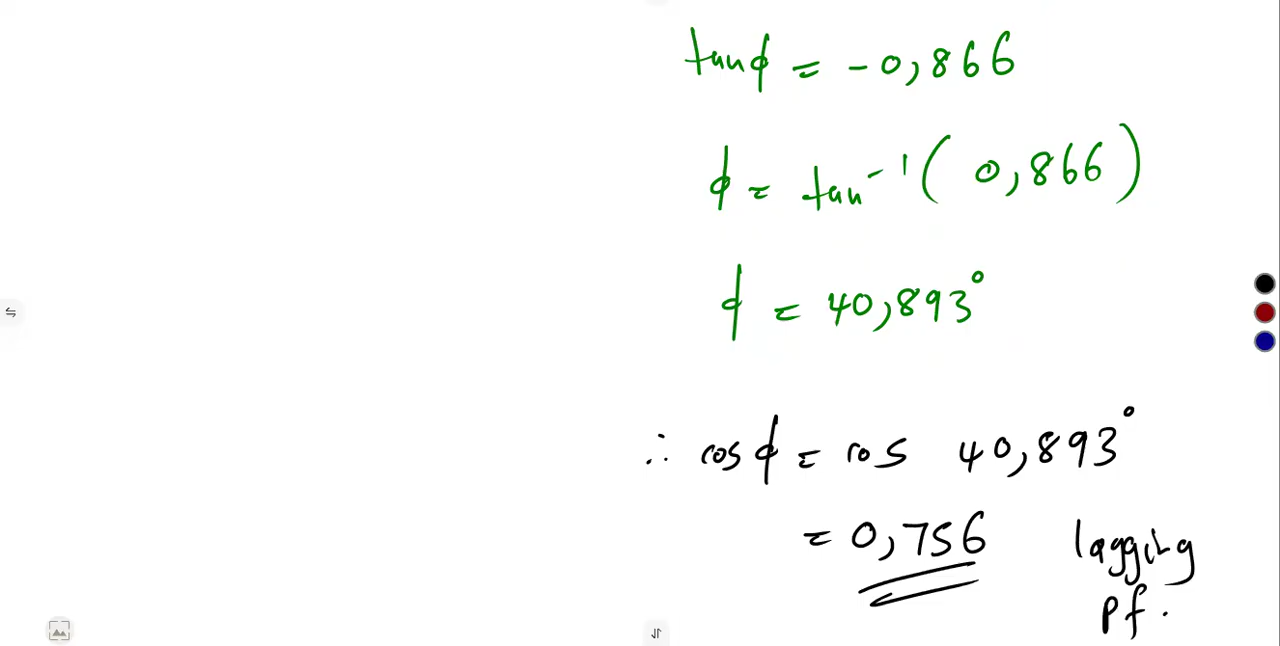 tanϕ = -0,866
ϕ = tan⁻¹(0,866)
ϕ = 40,893°
∴ cosϕ = cos 40,893°
= 0,756 lagging
pf.